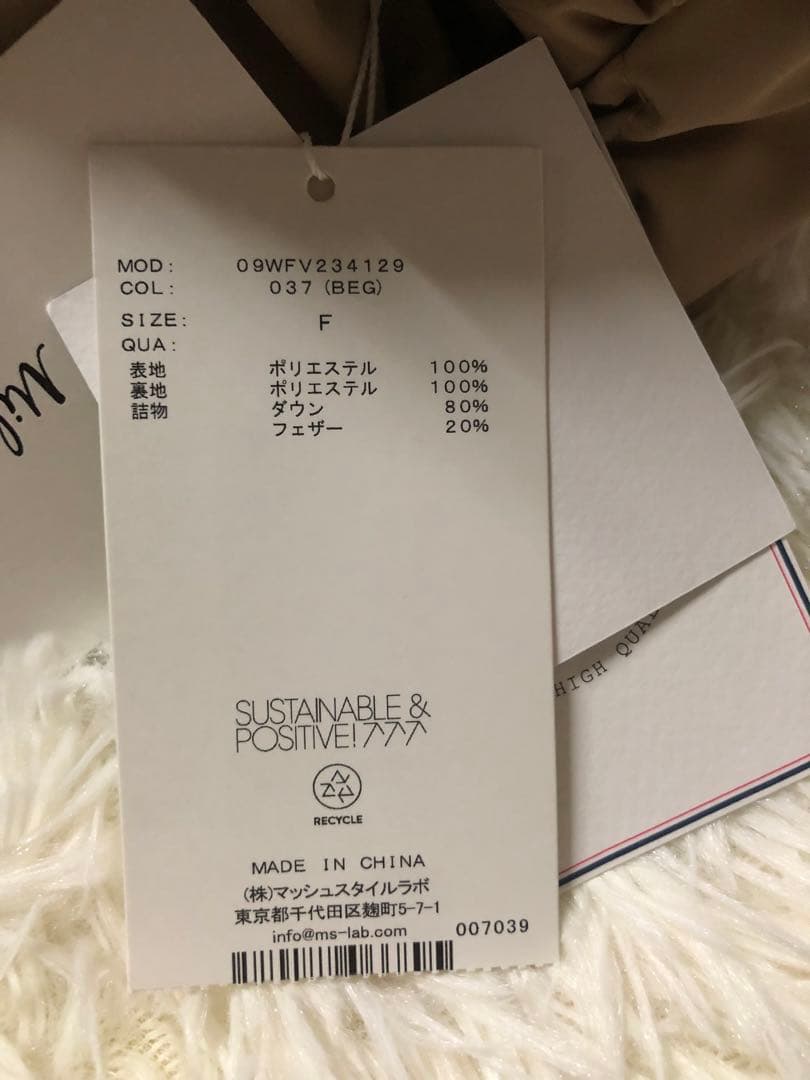 MOD: 09WFV234129
COL: 037 (BEG)
SIZE: F
QUA:
表地 ポリエステル 100%
裏地 ポリエステル 100%
詰物 ダウン 80%
フェザー 20%
SUSTAINABLE &
POSITIVE!
RECYCLE
MADE IN CHINA
(株)マッシュスタイルラボ
東京都千代田区麹町5-7-1
info@ms-lab.com 007039
HIGH